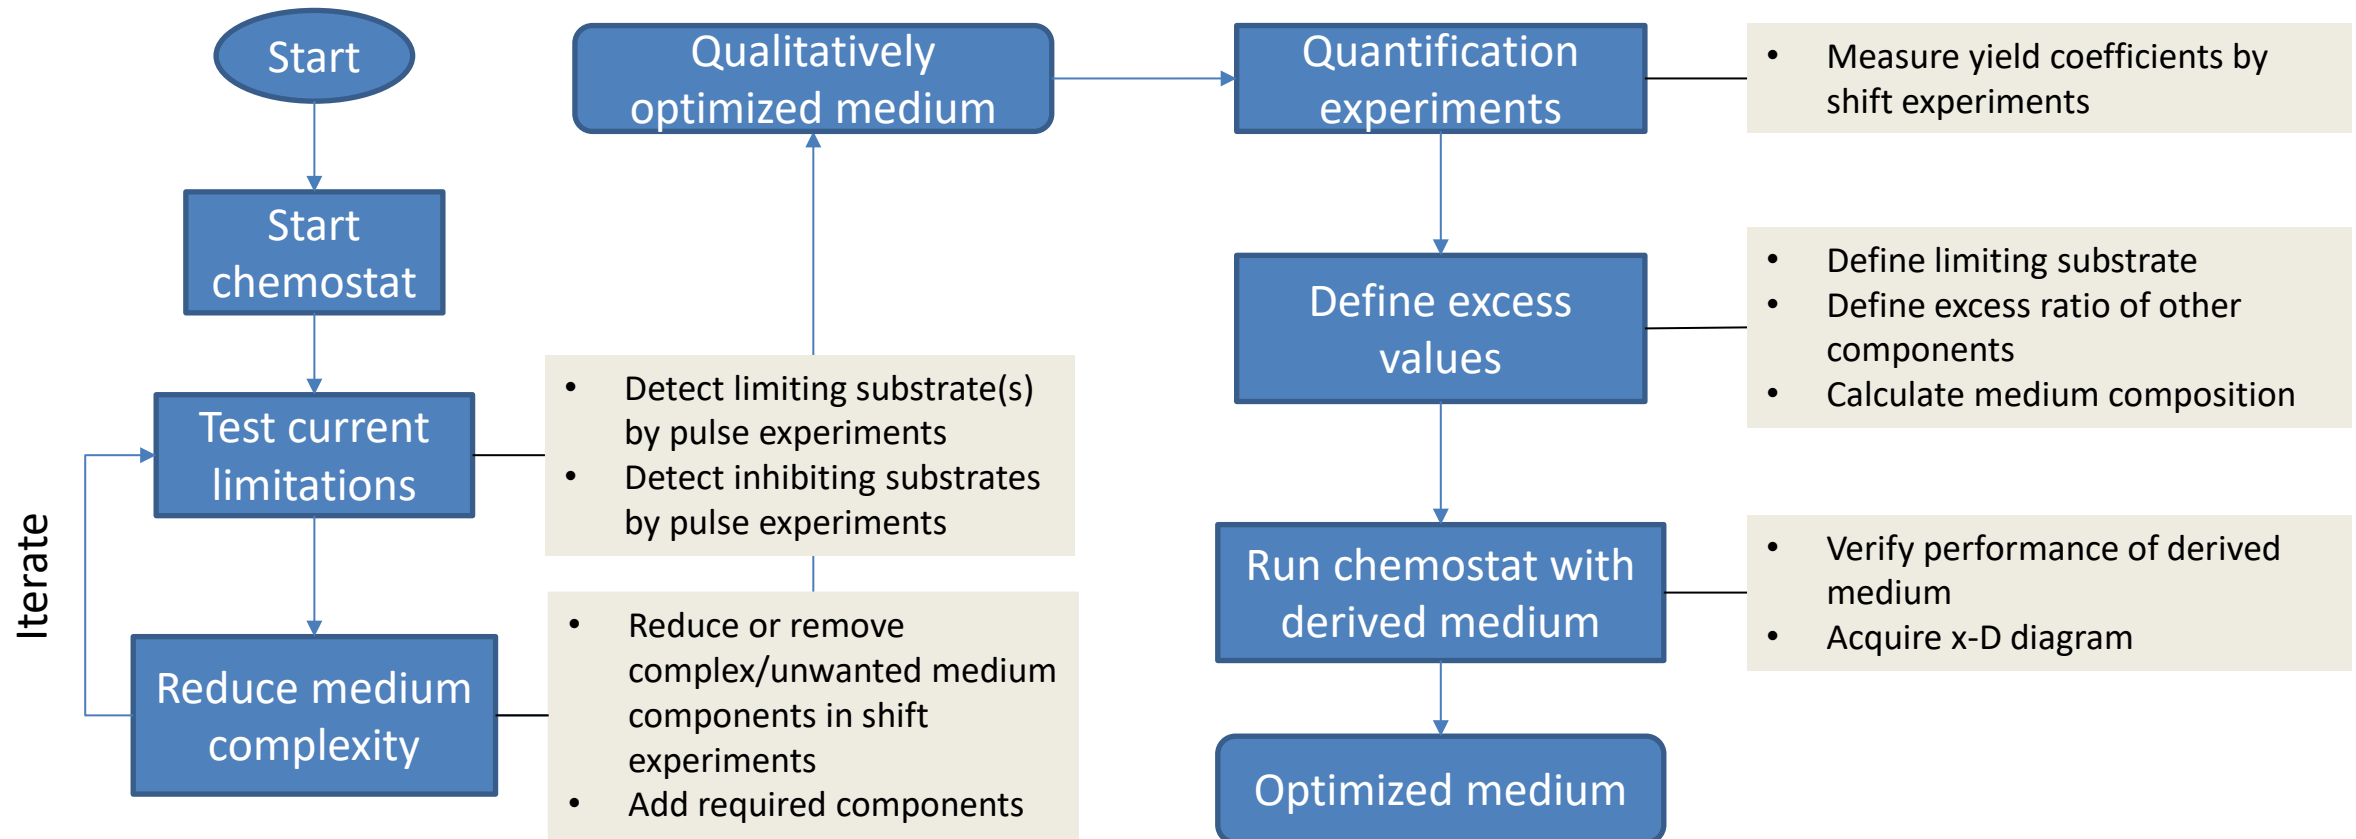 Start
Start
chemostat
Test current
limitations
• Detect limiting substrate(s)
by pulse experiments
• Detect inhibiting substrates
by pulse experiments
Iterate
Reduce medium
complexity
• Reduce or remove
complex/unwanted medium
components in shift
experiments
• Add required components
Qualitatively
optimized medium
Quantification
experiments
• Measure yield coefficients by
shift experiments
Define excess
values
• Define limiting substrate
• Define excess ratio of other
components
• Calculate medium composition
Run chemostat with
derived medium
• Verify performance of derived
medium
• Acquire x-D diagram
Optimized medium